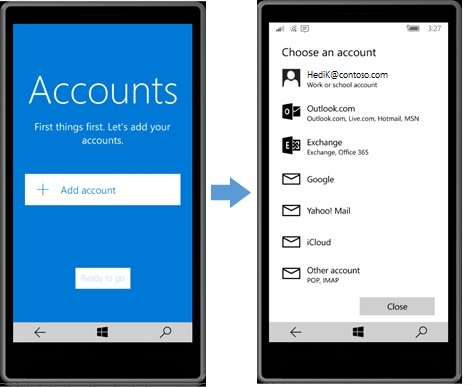 Accounts
First things first. Let's add your
accounts.
Add account
Ready to go
3:27
Choose an account
HediK@contoso.com
Work or school account
Outlook.com
Outlook.com, Live.com, Hotmail, MSN
Exchange
Exchange, Office 365
Google
Yahoo! Mail
iCloud
Other account
POP, IMAP
Close